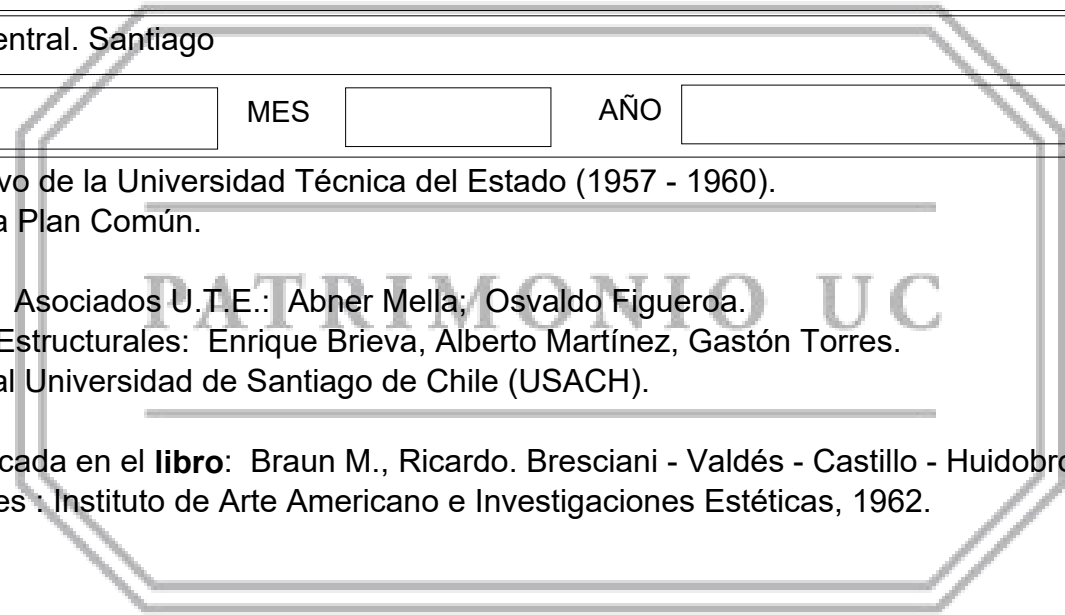 entral. Santiago
MES AÑO
vo de la Universidad Técnica del Estado (1957 - 1960).
a Plan Común.
PATRIMONIO UC
Asociados U.T.E.: Abner Mella; Osvaldo Figueroa.
Estructurales: Enrique Brieva, Alberto Martínez, Gastón Torres.
al Universidad de Santiago de Chile (USACH).
cada en el libro: Braun M., Ricardo. Bresciani - Valdés - Castillo - Huidobro
es : Instituto de Arte Americano e Investigaciones Estéticas, 1962.